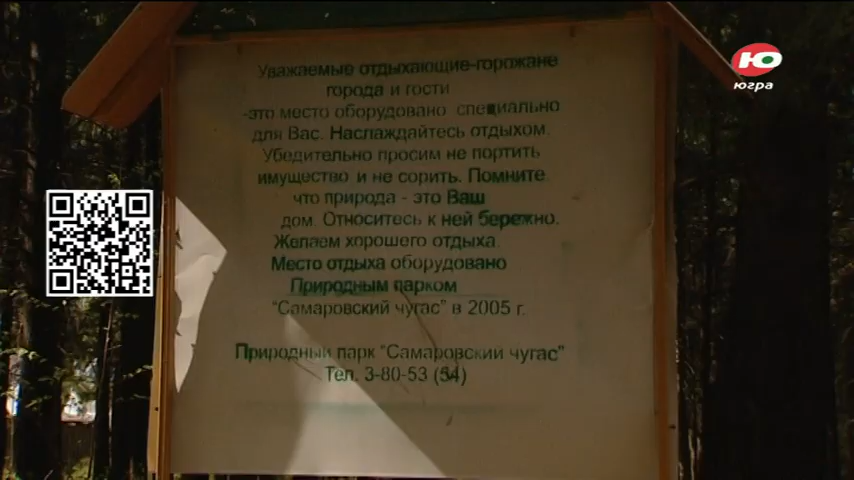 Ю
югра
Уважаемые отдыхающие-горожане
города и гости
-это место оборудовано специально
для Вас. Наслаждайтесь отдыхом.
Убедительно просим не портить
имущество и не сорить. Помните
что природа - это Ваш
дом. Относитесь к ней бережно.
Желаем хорошего отдыха.
Место отдыха оборудовано
Природным парком
"Самаровский чугас" в 2005 г.
Природный парк "Самаровский чугас"
Тел. 3-80-53 (54)